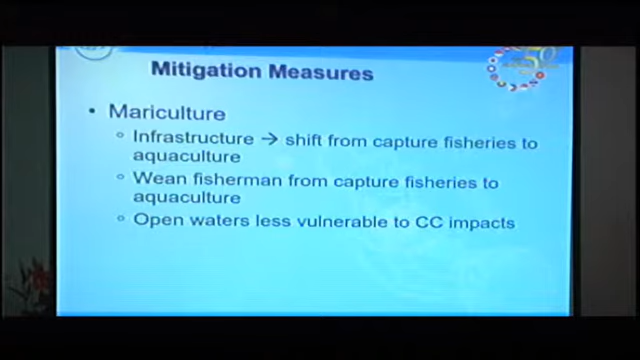 Mitigation Measures
• Mariculture
◦ Infrastructure → shift from capture fisheries to
aquaculture
◦ Wean fisherman from capture fisheries to
aquaculture
◦ Open waters less vulnerable to CC impacts